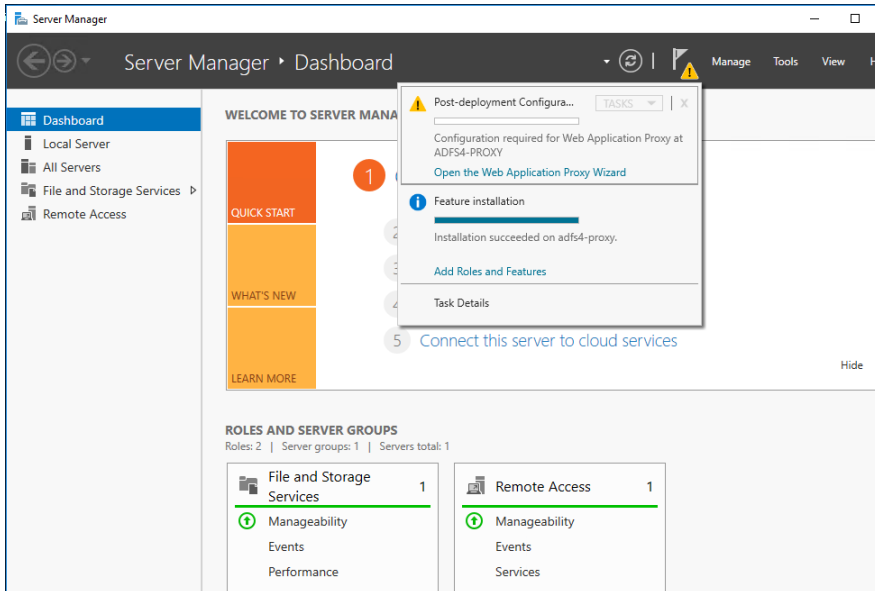 Server Manager
Server Manager • Dashboard
Manage Tools View
Dashboard
Local Server
All Servers
File and Storage Services
Remote Access
WELCOME TO SERVER MANA
QUICK START
WHAT'S NEW
LEARN MORE
1
Post-deployment Configura... TASKS X
Configuration required for Web Application Proxy at
ADFS4-PROXY
Open the Web Application Proxy Wizard
Feature installation
Installation succeeded on adfs4-proxy.
Add Roles and Features
Task Details
5 Connect this server to cloud services
Hide
ROLES AND SERVER GROUPS
Roles: 2 | Server groups: 1 | Servers total: 1
File and Storage
Services 1
Manageability
Events
Performance
Remote Access 1
Manageability
Events
Services